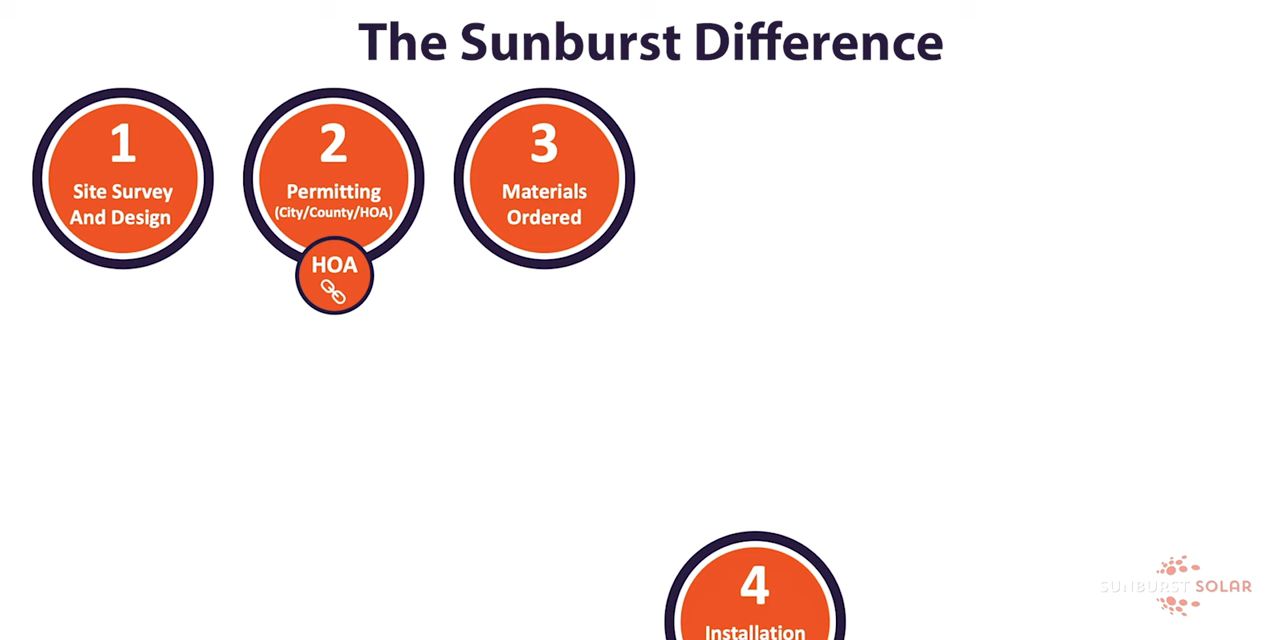 The Sunburst Difference
1
Site Survey
And Design
2
Permitting
(City/County/HOA)
HOA
3
Materials
Ordered
4
Installation
SUNBURST SOLAR